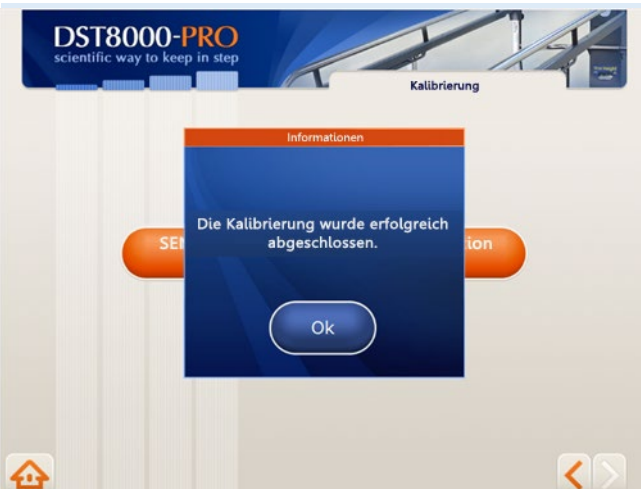 DST8000-PRO
scientific way to keep in step
Kalibrierung
Informationen
Die Kalibrierung wurde erfolgreich
abgeschlossen.
Ok